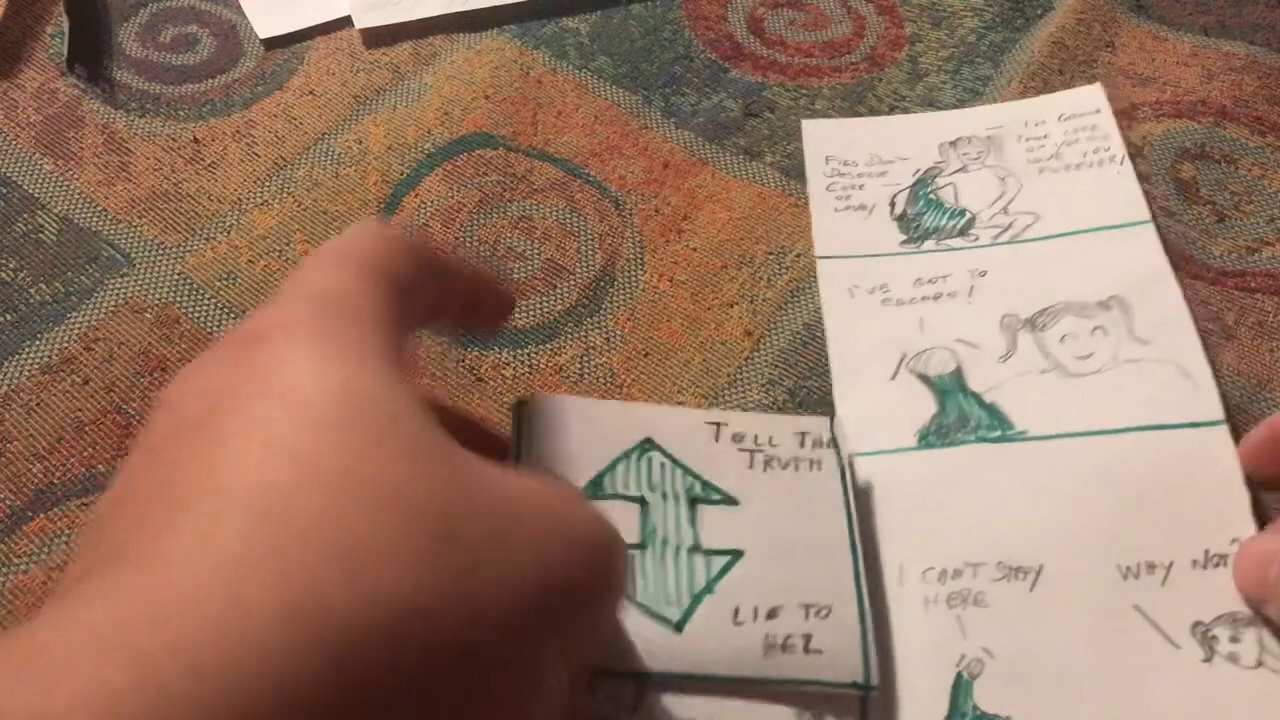 I'M GONNA
TAKE CARE
OF YOU AND
LOVE YOU
FOREVER!
FIGS DON'T
DESERVE
CARE
OR
LOVE!
I'VE GOT TO
ESCAPE!
I CAN'T STAY
HERE
WHY NOT?
TELL THE
TRUTH
LIE TO
HER